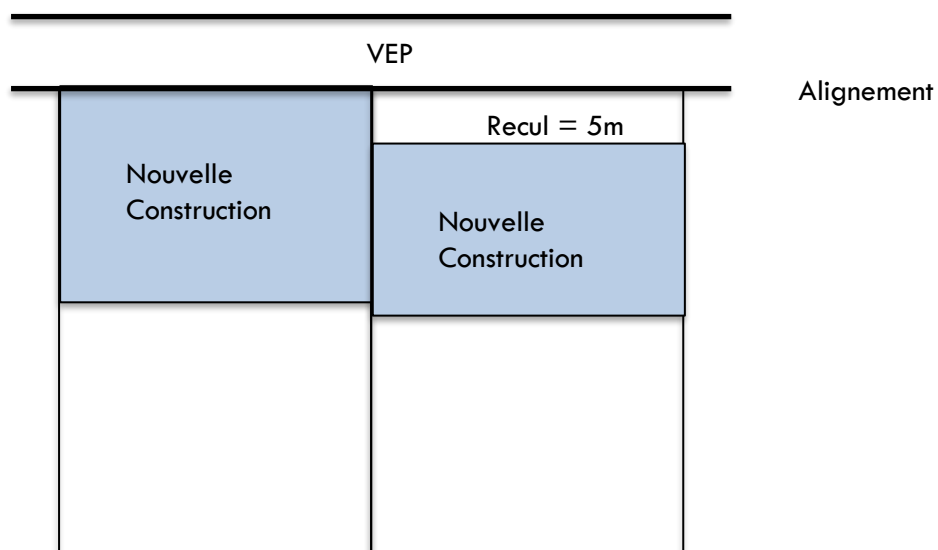 VEP
Alignement
Recul = 5m
Nouvelle
Construction
Nouvelle
Construction